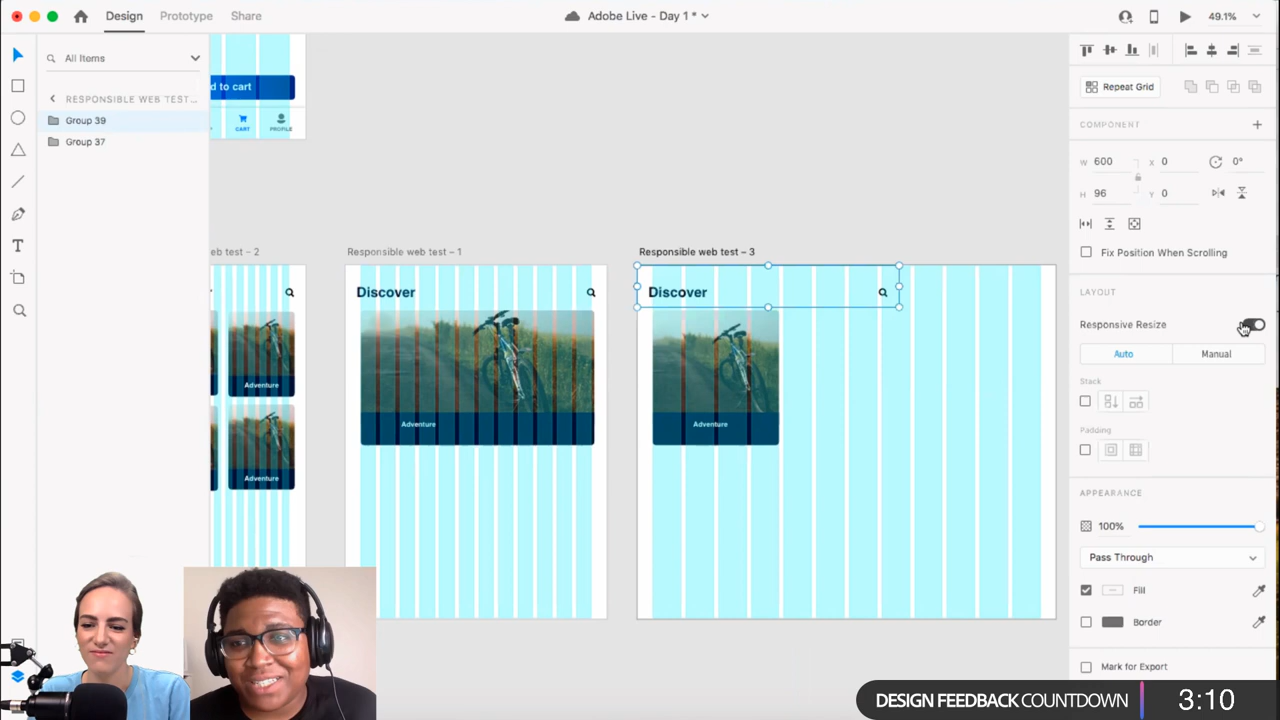 Design
Prototype
Share
Adobe Live - Day 1 *
49.1%
All Items
RESPONSIBLE WEB TEST...
Group 39
Group 37
d to cart
CART
PROFILE
eb test – 2
Adventure
Adventure
Responsible web test – 1
Discover
Adventure
Responsible web test – 3
Discover
Adventure
Repeat Grid
COMPONENT
W 600
X 0
0°
H 96
Y 0
Fix Position When Scrolling
LAYOUT
Responsive Resize
Auto
Manual
Stack
Padding
APPEARANCE
100%
Pass Through
Fill
Border
Mark for Export
DESIGN FEEDBACK COUNTDOWN
3:10